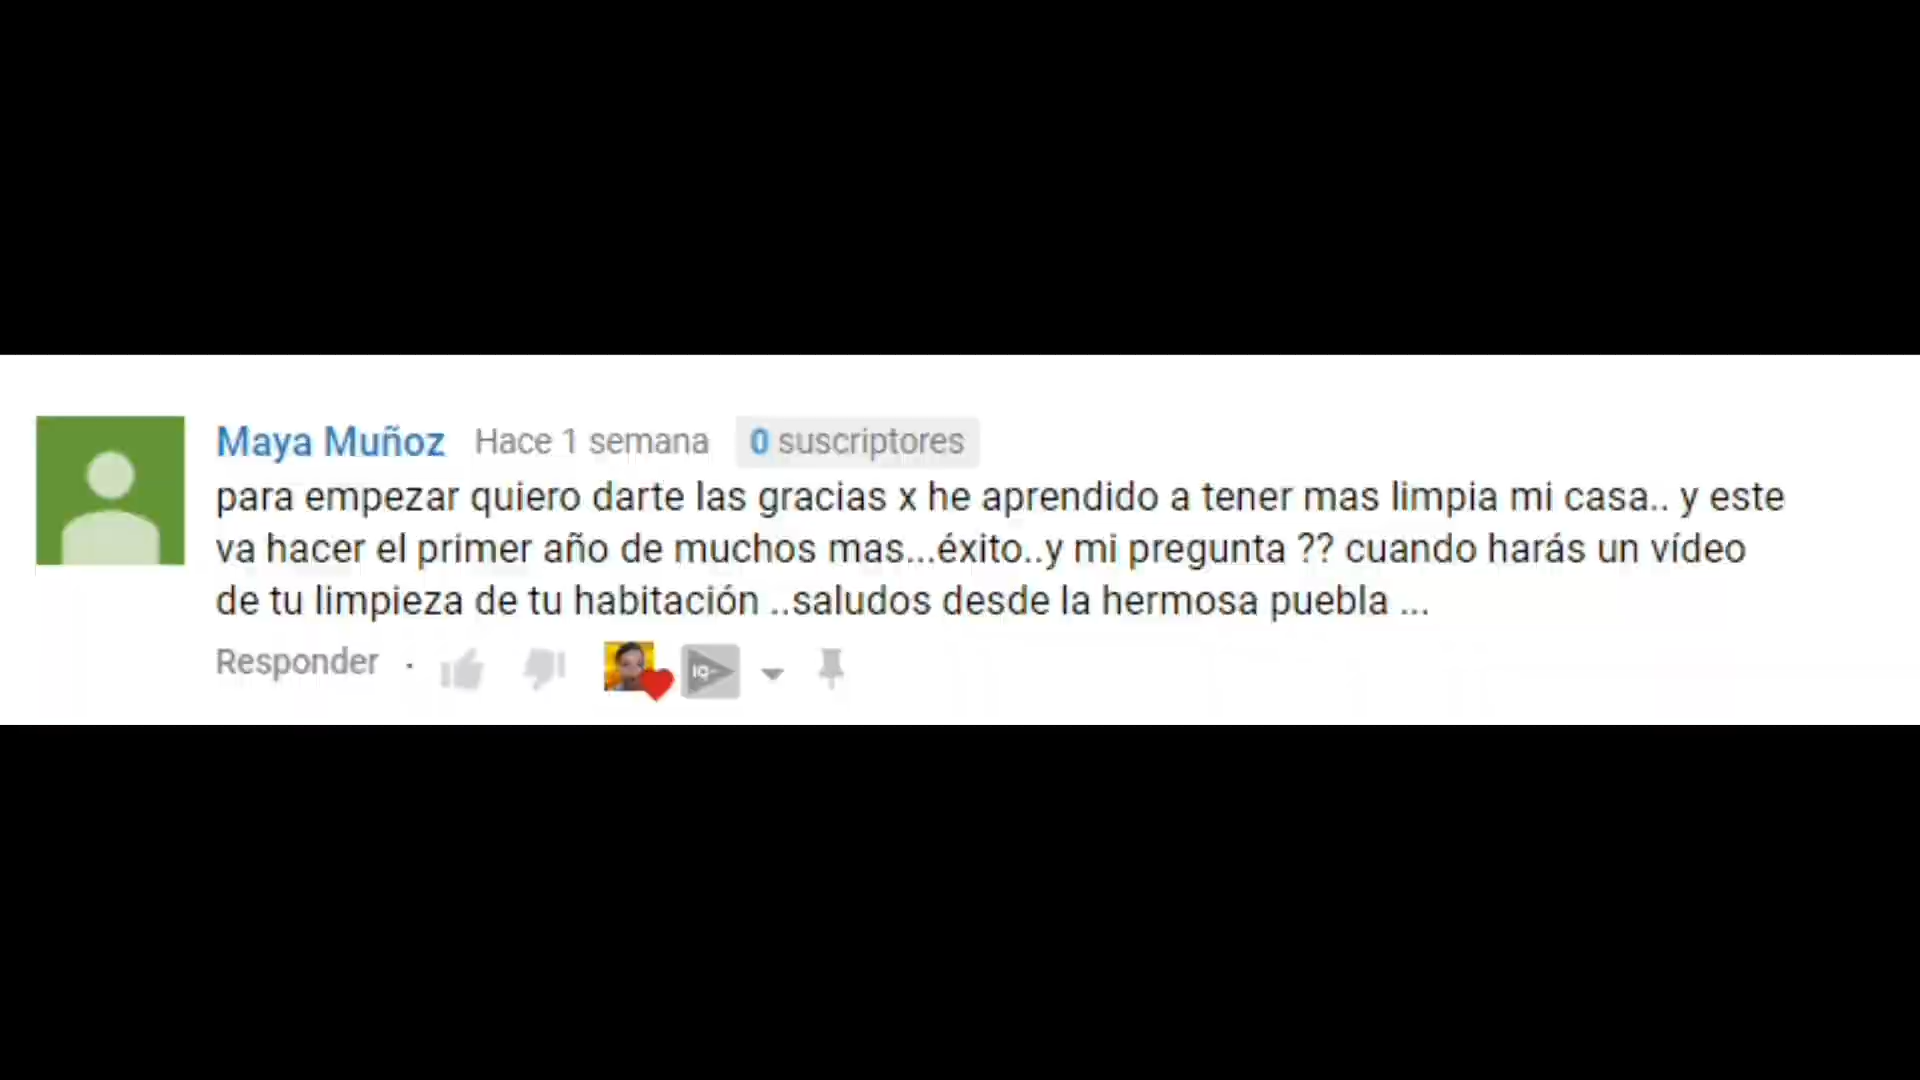 Maya Muñoz Hace 1 semana 0 suscriptores
para empezar quiero darte las gracias x he aprendido a tener mas limpia mi casa.. y este
va hacer el primer año de muchos mas...éxito..y mi pregunta ?? cuando harás un vídeo
de tu limpieza de tu habitación ..saludos desde la hermosa puebla ...
Responder · IQ